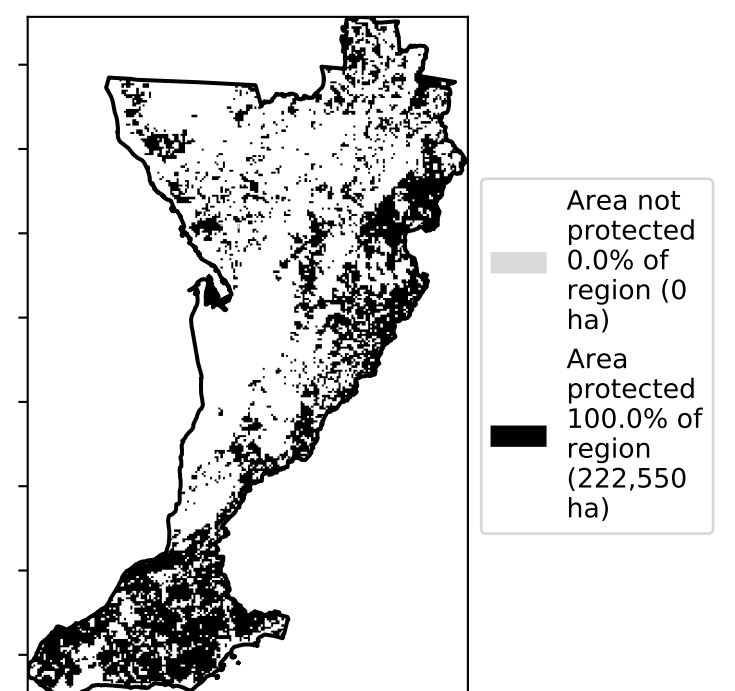 Area not
protected
0.0% of
region (0
ha)
Area
protected
100.0% of
region
(222,550
ha)